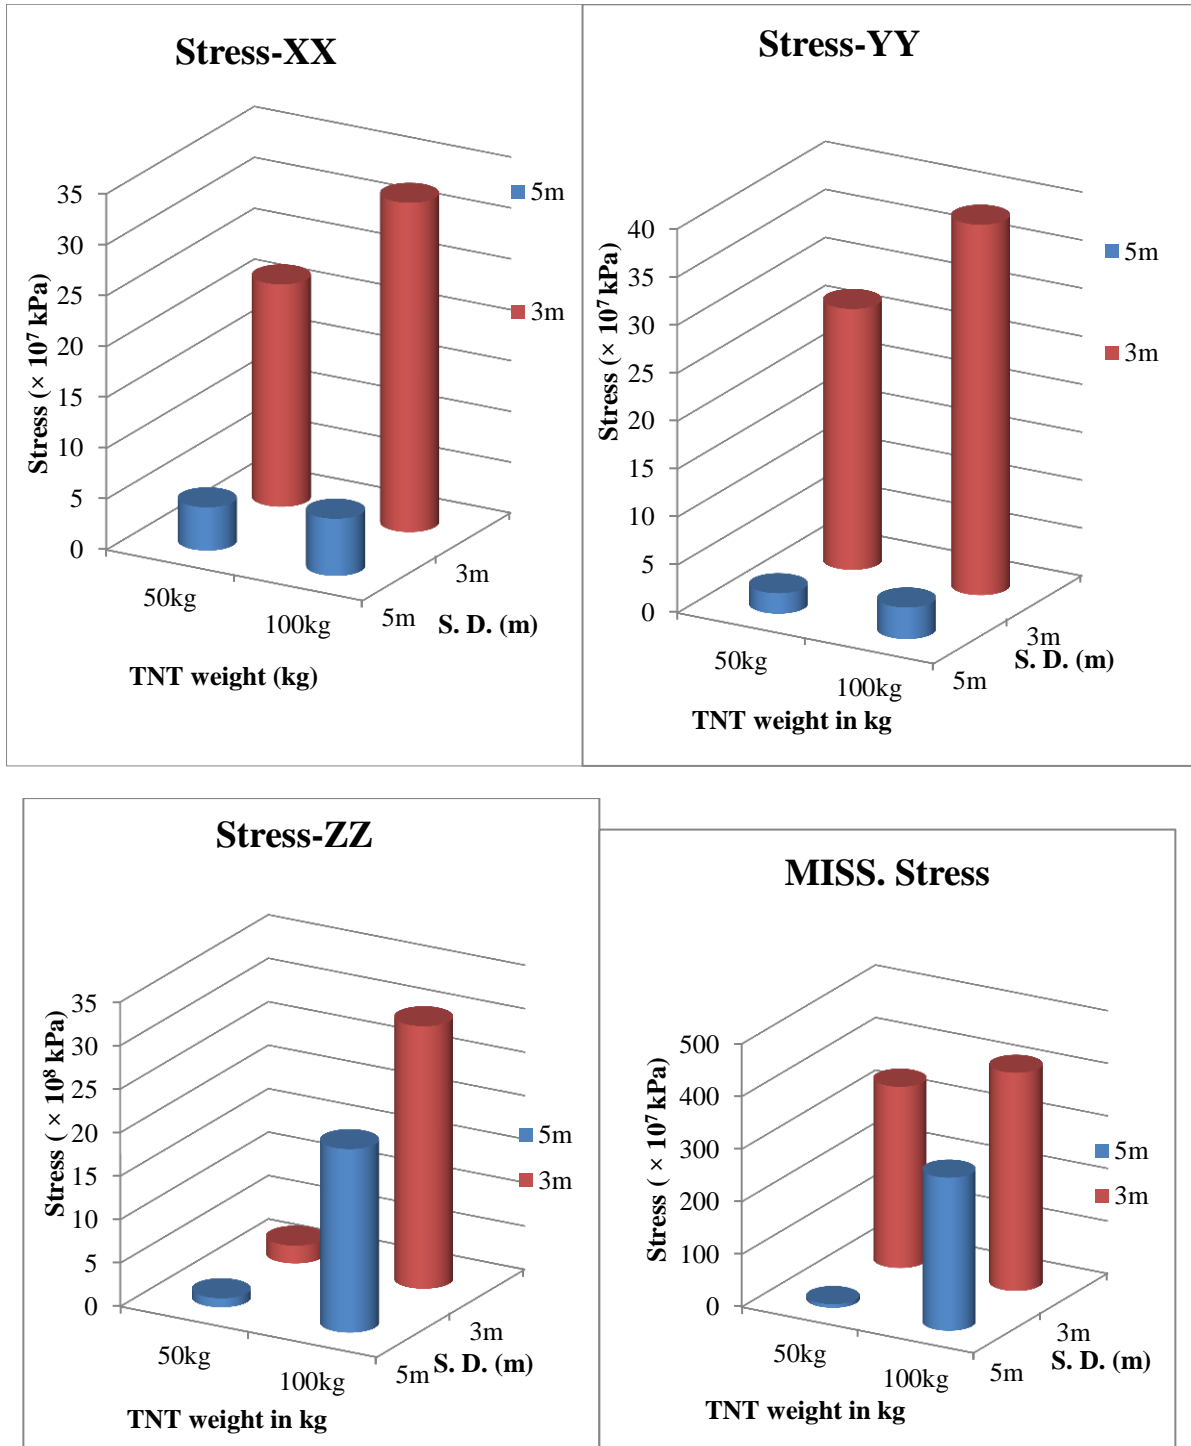 Stress-XX
35
30
25
20
15
10
5
0
Stress (× 10⁷ kPa)
5m
3m
50kg
100kg
3m
5m
S. D. (m)
TNT weight (kg)
Stress-YY
40
35
30
25
20
15
10
5
0
Stress (× 10⁷ kPa)
5m
3m
50kg
100kg
3m
5m
S. D. (m)
TNT weight in kg
Stress-ZZ
35
30
25
20
15
10
5
0
Stress ( × 10⁸ kPa)
5m
3m
50kg
100kg
3m
5m
S. D. (m)
TNT weight in kg
MISS. Stress
500
400
300
200
100
0
Stress ( × 10⁷ kPa)
5m
3m
50kg
100kg
3m
5m
S. D. (m)
TNT weight in kg